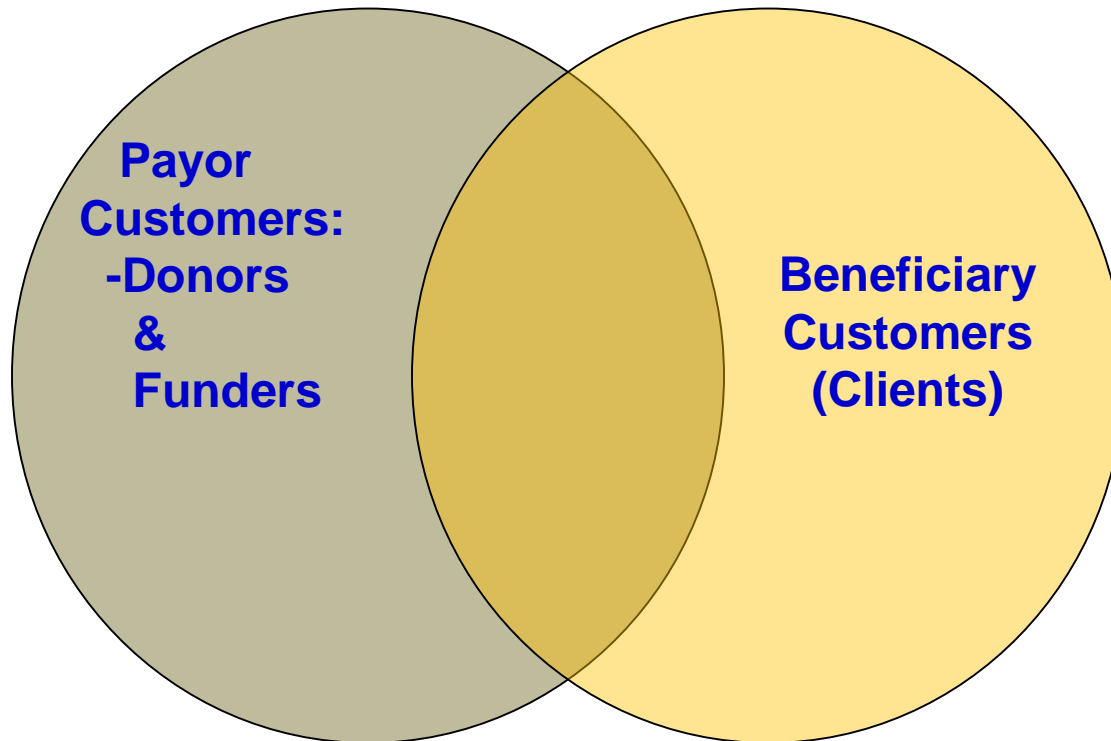 Payor
Customers:
-Donors
&
Funders
Beneficiary
Customers
(Clients)